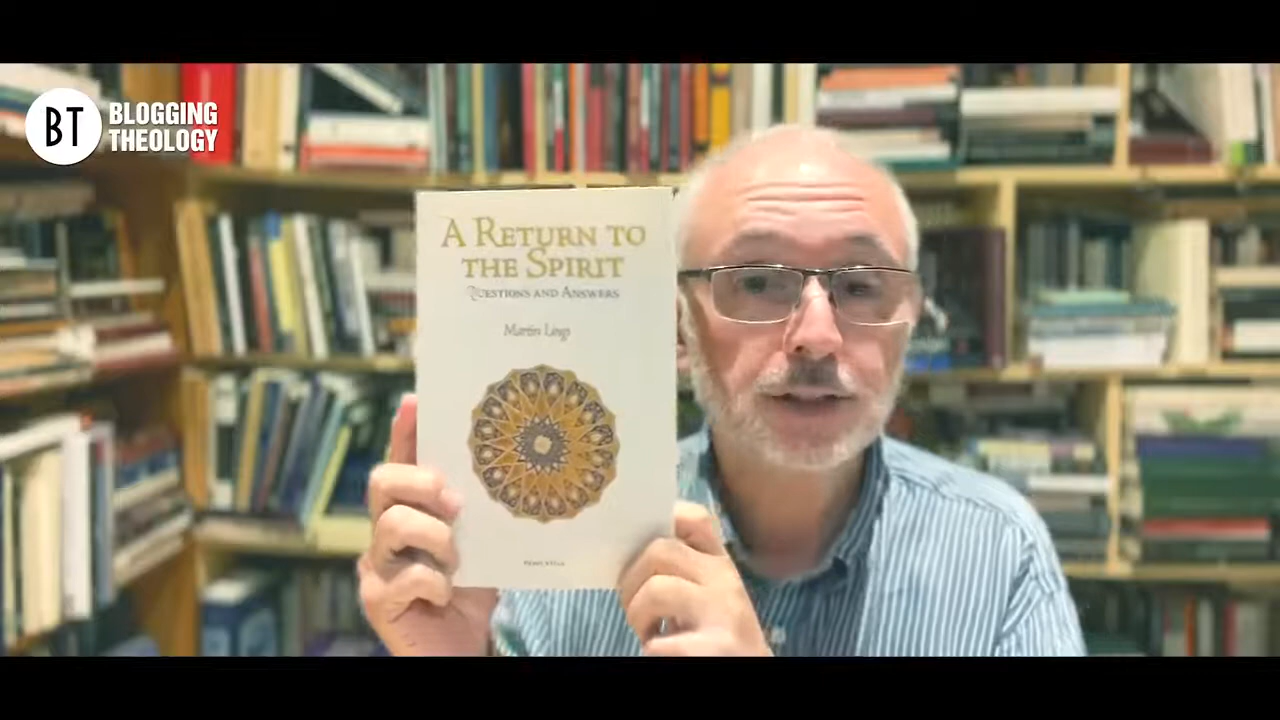 BT
BLOGGING
THEOLOGY
A RETURN TO
THE SPIRIT
QUESTIONS AND ANSWERS
Martin Lings